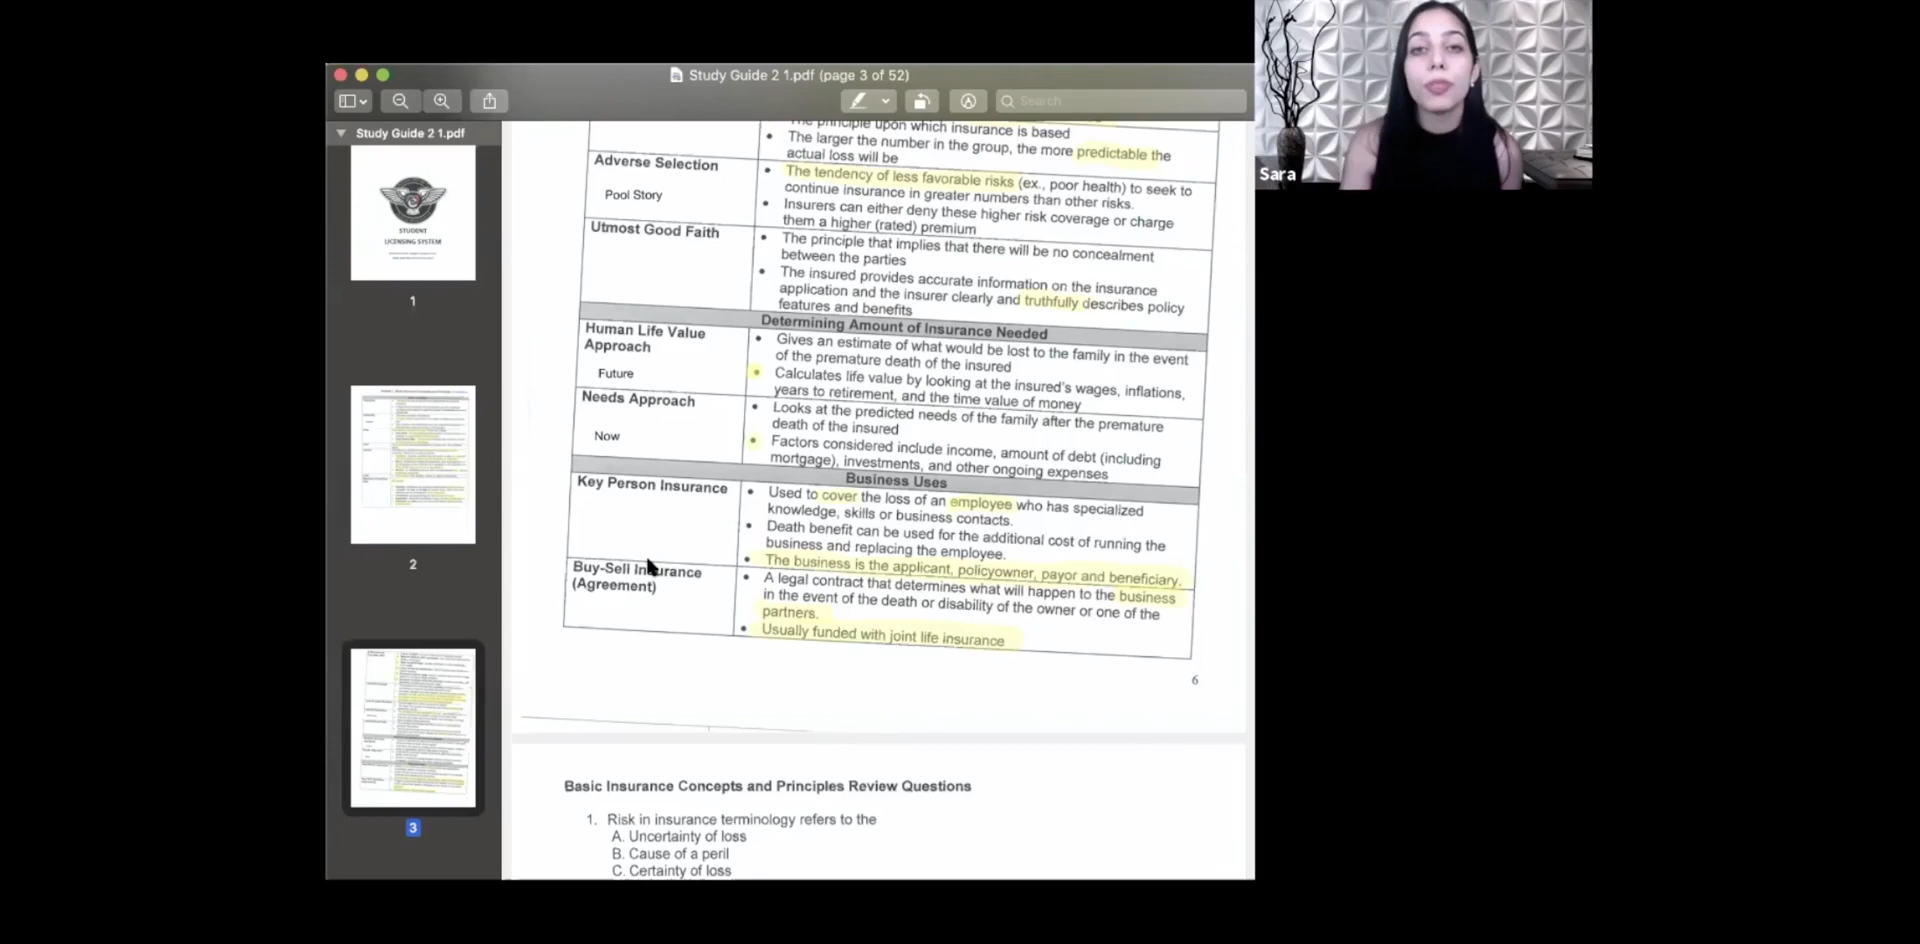 Study Guide 2 1.pdf (page 3 of 52)
Search
Study Guide 2 1.pdf
STUDENT
LICENSING SYSTEM
1
2
3
The principle upon which insurance is based
The larger the number in the group, the more predictable the
actual loss will be
Adverse Selection
Pool Story
The tendency of less favorable risks (ex., poor health) to seek to
continue insurance in greater numbers than other risks.
Insurers can either deny these higher risk coverage or charge
them a higher (rated) premium
Utmost Good Faith
The principle that implies that there will be no concealment
between the parties
The insured provides accurate information on the insurance
application and the insurer clearly and truthfully describes policy
features and benefits
Determining Amount of Insurance Needed
Human Life Value
Approach
Future
Gives an estimate of what would be lost to the family in the event
of the premature death of the insured
Calculates life value by looking at the insured's wages, inflations,
years to retirement, and the time value of money
Needs Approach
Now
Looks at the predicted needs of the family after the premature
death of the insured
Factors considered include income, amount of debt (including
mortgage), investments, and other ongoing expenses
Business Uses
Key Person Insurance
Used to cover the loss of an employee who has specialized
knowledge, skills or business contacts.
Death benefit can be used for the additional cost of running the
business and replacing the employee.
The business is the applicant, policyowner, payor and beneficiary.
Buy-Sell Insurance
(Agreement)
A legal contract that determines what will happen to the business
in the event of the death or disability of the owner or one of the
partners.
Usually funded with joint life insurance
6
Basic Insurance Concepts and Principles Review Questions
1. Risk in insurance terminology refers to the
A. Uncertainty of loss
B. Cause of a peril
C. Certainty of loss
Sara